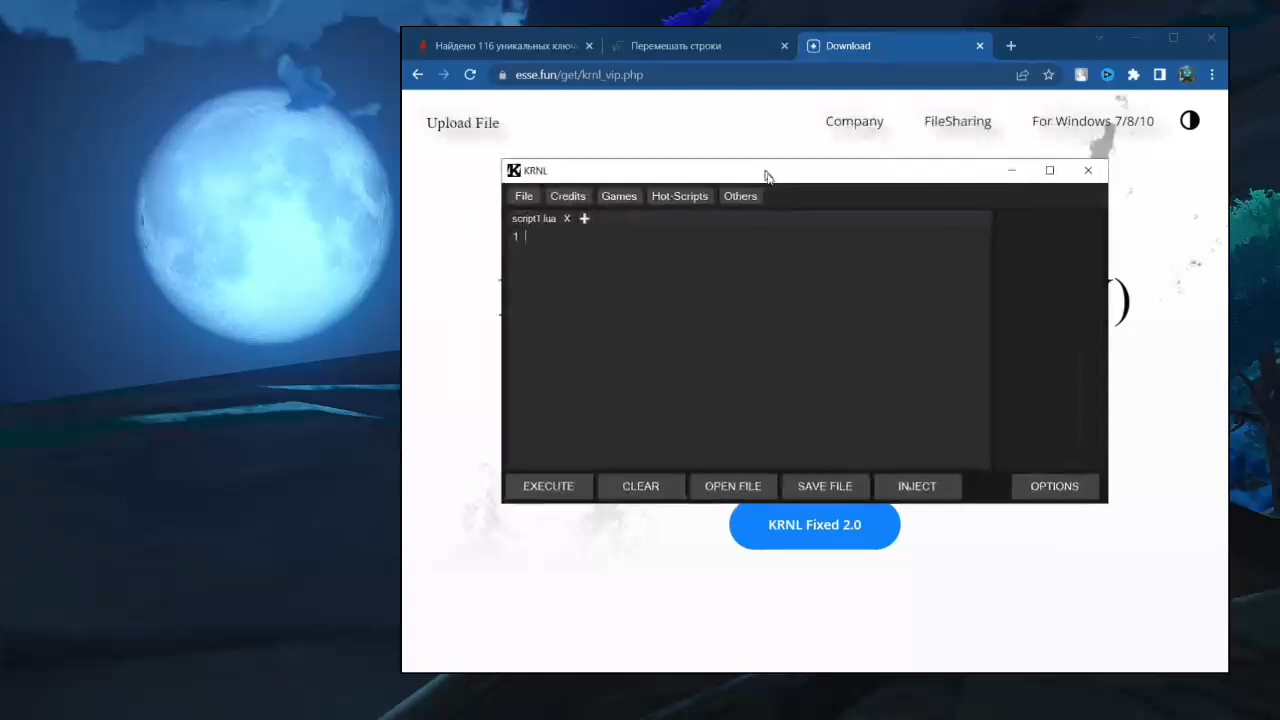 Найдено 116 уникальных ключ
Перемешать строки
Download
esse.fun/get/krnl_vip.php
Upload File
Company
FileSharing
For Windows 7/8/10
KRNL
File
Credits
Games
Hot-Scripts
Others
script1 lua X
1
)
EXECUTE
CLEAR
OPEN FILE
SAVE FILE
INJECT
OPTIONS
KRNL Fixed 2.0